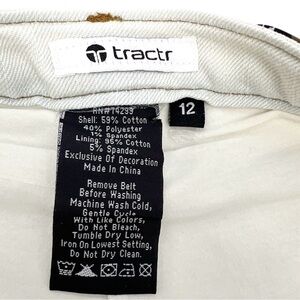 tractr
12
RN#14299
Shell: 59% Cotton
40% Polyester
1% Spandex
Lining: 95% Cotton
5% Spandex
Exclusive Of Decoration
Made In China
Remove Belt
Before Washing
Machine Wash Cold,
Gentle Cycle
With Like Colors,
Do Not Bleach,
Tumble Dry Low,
Iron On Lowest Setting,
Do Not Dry Clean.